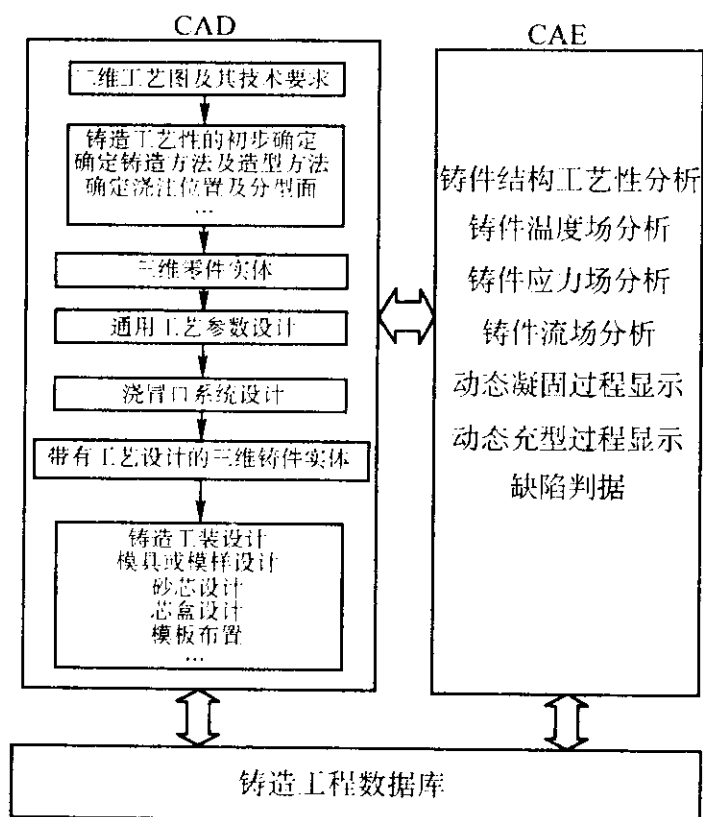 CAD
二维工艺图及其技术要求
铸造工艺性的初步确定
确定铸造方法及造型方法
确定浇注位置及分型面
…
三维零件实体
通用工艺参数设计
浇冒口系统设计
带有工艺设计的三维铸件实体
铸造工装设计
模具或模样设计
砂芯设计
芯盒设计
模板布置
…
CAE
铸件结构工艺性分析
铸件温度场分析
铸件应力场分析
铸件流场分析
动态凝固过程显示
动态充型过程显示
缺陷判据
铸造工程数据库